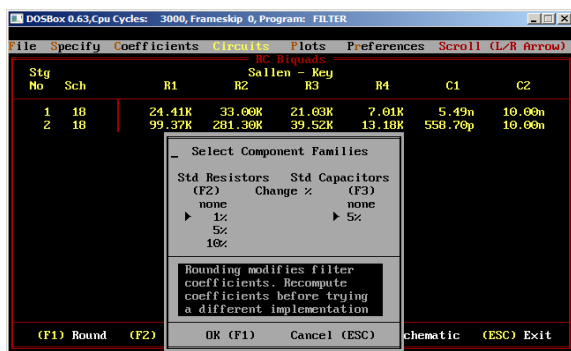 DOSBox 0.63,Cpu Cycles: 3000, Frameskip 0, Program: FILTER
File Specify Coefficients Circuits Plots Preferences Scroll (L/R Arrow)
RC Biquads
Stg Sallen - Key
No Sch R1 R2 R3 R4 C1 C2
1 18 24.41K 33.00K 21.03K 7.01K 5.49n 10.00n
2 18 99.37K 281.30K 39.52K 13.18K 558.70p 10.00n
_ Select Component Families
Std Resistors Std Capacitors
(F2) Change % (F3)
none none
1% 5%
5%
10%
Rounding modifies filter
coefficients. Recompute
coefficients before trying
a different implementation
(F1) Round (F2) OK (F1) Cancel (ESC) chematic (ESC) Exit